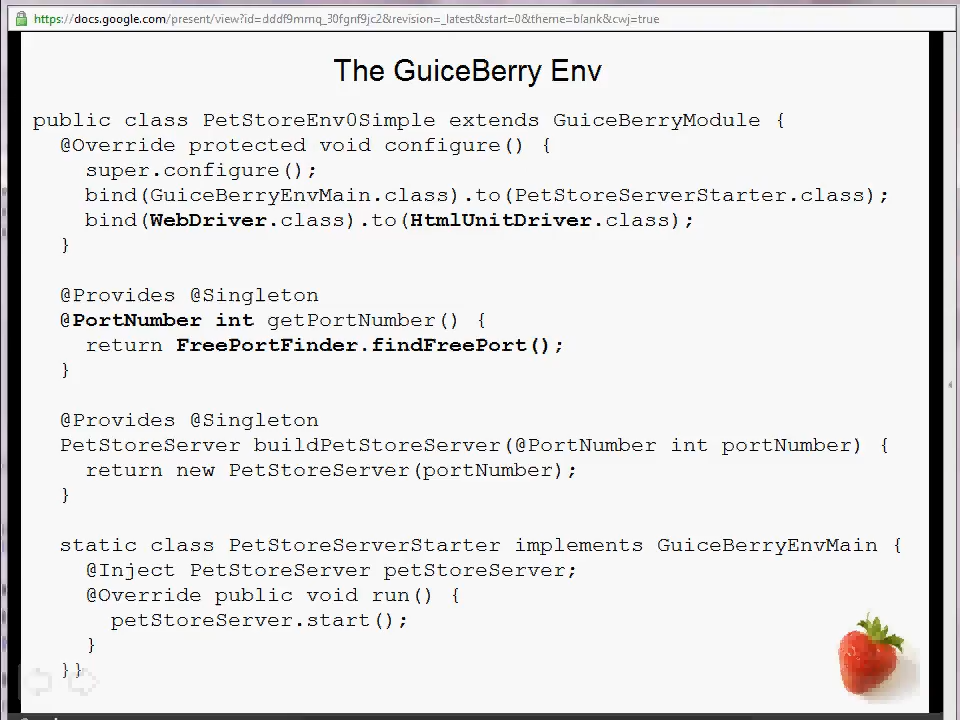 https://docs.google.com/present/view?id=dddf9mmq_30fgnf9jc2&revision=_latest&start=0&theme=blank&cwj=true
The GuiceBerry Env
public class PetStoreEnv0Simple extends GuiceBerryModule {
@Override protected void configure() {
super.configure();
bind(GuiceBerryEnvMain.class).to(PetStoreServerStarter.class);
bind(WebDriver.class).to(HtmlUnitDriver.class);
}
@Provides @Singleton
@PortNumber int getPortNumber() {
return FreePortFinder.findFreePort();
}
@Provides @Singleton
PetStoreServer buildPetStoreServer(@PortNumber int portNumber) {
return new PetStoreServer(portNumber);
}
static class PetStoreServerStarter implements GuiceBerryEnvMain {
@Inject PetStoreServer petStoreServer;
@Override public void run() {
petStoreServer.start();
}
}}